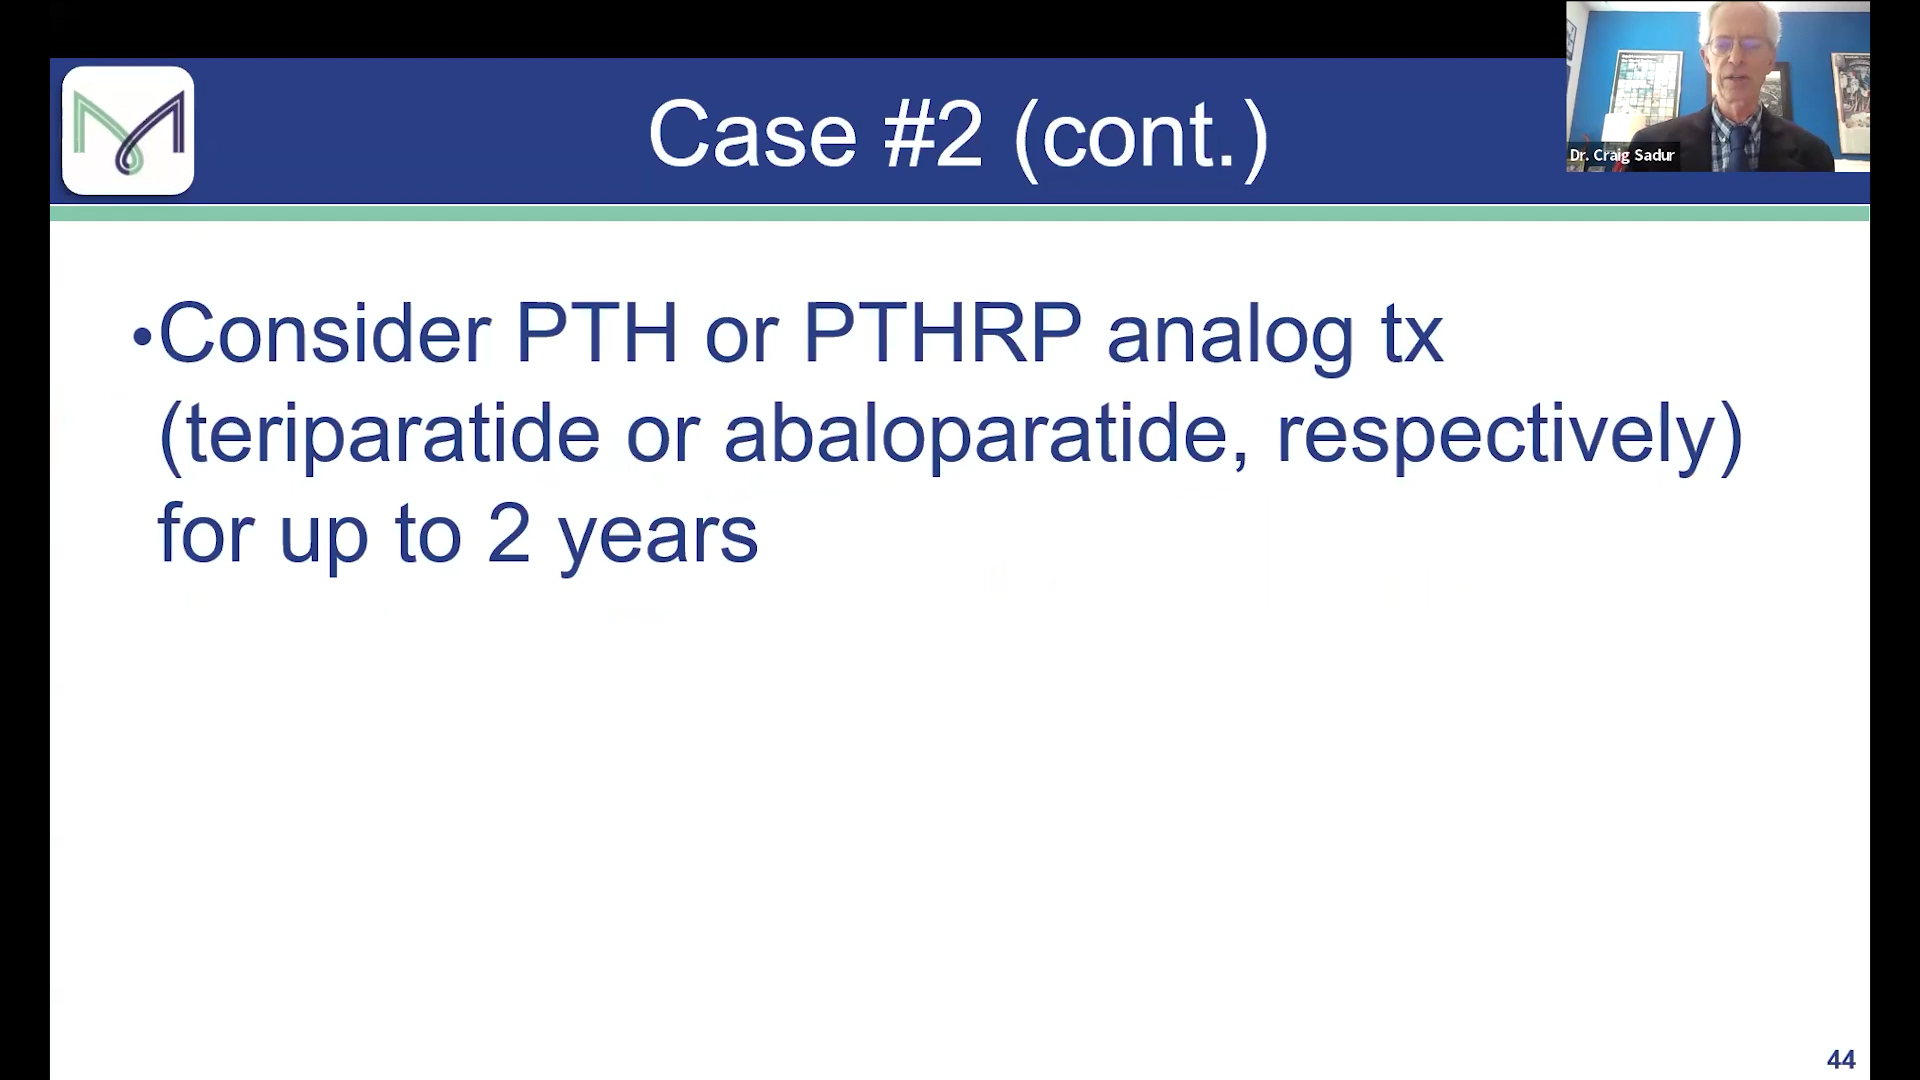 Case #2 (cont.)
Dr. Craig Sadur
•Consider PTH or PTHRP analog tx
(teriparatide or abaloparatide, respectively)
for up to 2 years
44